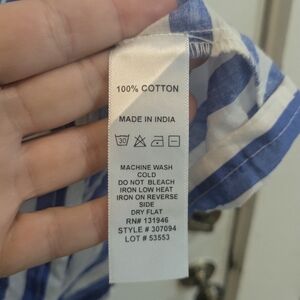 100% COTTON
MADE IN INDIA
30
MACHINE WASH
COLD
DO NOT BLEACH
IRON LOW HEAT
IRON ON REVERSE
SIDE
DRY FLAT
RN# 131946
STYLE # 307094
LOT # 53553